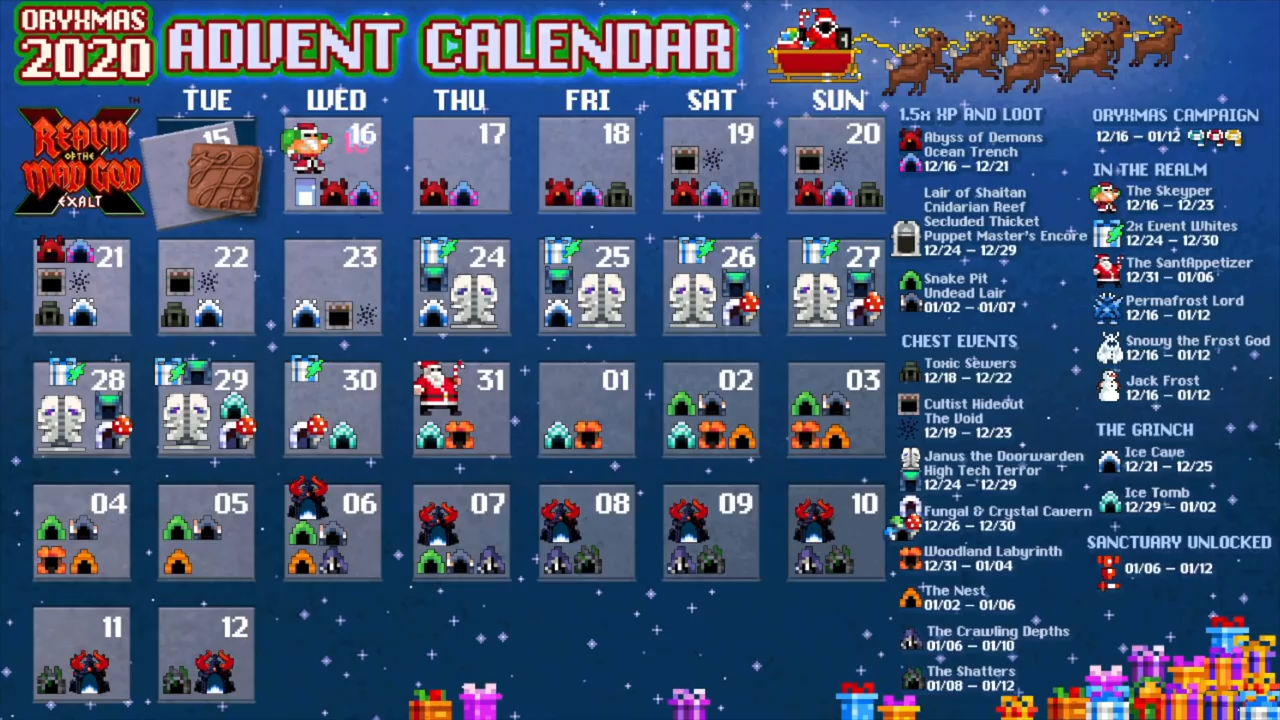 ORYXMAS
2020
ADVENT CALENDAR
REALM
OF THE
MAD GOD
EXALT
TM
TUE WED THU FRI SAT SUN
15 16 17 18 19 20
21 22 23 24 25 26 27
28 29 30 31 01 02 03
04 05 06 07 08 09 10
11 12
1.5x XP AND LOOT
Abyss of Demons
Ocean Trench
12/16 – 12/21
Lair of Shaitan
Cnidarian Reef
Secluded Thicket
Puppet Master's Encore
12/24 – 12/29
Snake Pit
Undead Lair
01/02 – 01/07
CHEST EVENTS
Toxic Sewers
12/18 – 12/22
Cultist Hideout
The Void
12/19 – 12/23
Janus the Doorwarden
High Tech Terror
12/24 – 12/29
Fungal & Crystal Cavern
12/26 – 12/30
Woodland Labyrinth
12/31 – 01/04
The Nest
01/02 – 01/06
The Crawling Depths
01/06 – 01/10
The Shatters
01/08 – 01/12
ORYXMAS CAMPAIGN
12/16 – 01/12
IN THE REALM
The Skeyper
12/16 – 12/23
2x Event Whites
12/24 – 12/30
The SantAppetizer
12/31 – 01/06
Permafrost Lord
12/16 – 01/12
Snowy the Frost God
12/16 – 01/12
Jack Frost
12/16 – 01/12
THE GRINCH
Ice Cave
12/21 – 12/25
Ice Tomb
12/29 – 01/02
SANCTUARY UNLOCKED
01/06 – 01/12